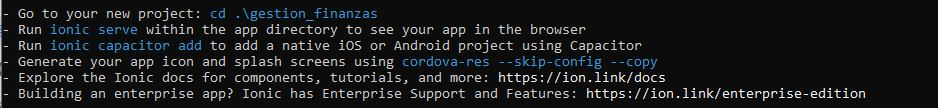 - Go to your new project: cd .\gestion_finanzas
- Run ionic serve within the app directory to see your app in the browser
- Run ionic capacitor add to add a native iOS or Android project using Capacitor
- Generate your app icon and splash screens using cordova-res --skip-config --copy
- Explore the Ionic docs for components, tutorials, and more: https://ion.link/docs
- Building an enterprise app? Ionic has Enterprise Support and Features: https://ion.link/enterprise-edition